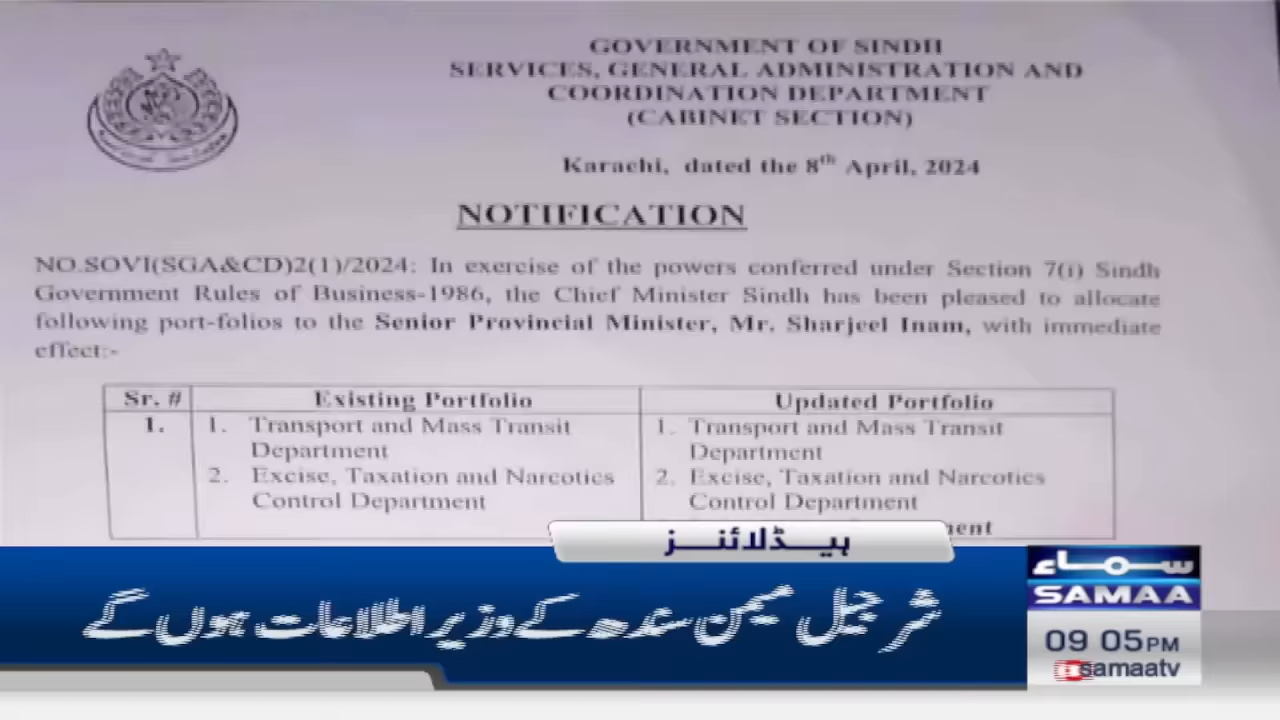 GOVERNMENT OF SINDH
SERVICES, GENERAL ADMINISTRATION AND
COORDINATION DEPARTMENT
(CABINET SECTION)
Karachi, dated the 8th April, 2024
NOTIFICATION
NO.SOVI(SGA&CD)2(1)/2024: In exercise of the powers conferred under Section 7(i) Sindh
Government Rules of Business-1986, the Chief Minister Sindh has been pleased to allocate
following port-folios to the Senior Provincial Minister, Mr. Sharjeel Inam, with immediate
effect:-
Sr. # Existing Portfolio Updated Portfolio
1. 1. Transport and Mass Transit 1. Transport and Mass Transit
Department Department
2. Excise, Taxation and Narcotics 2. Excise, Taxation and Narcotics
Control Department Control Department
ہیڈلائنز
شرجیل میمن سندھ کے وزیر اطلاعات ہوں گے
سماء
SAMAA
09 05 PM
samaatv